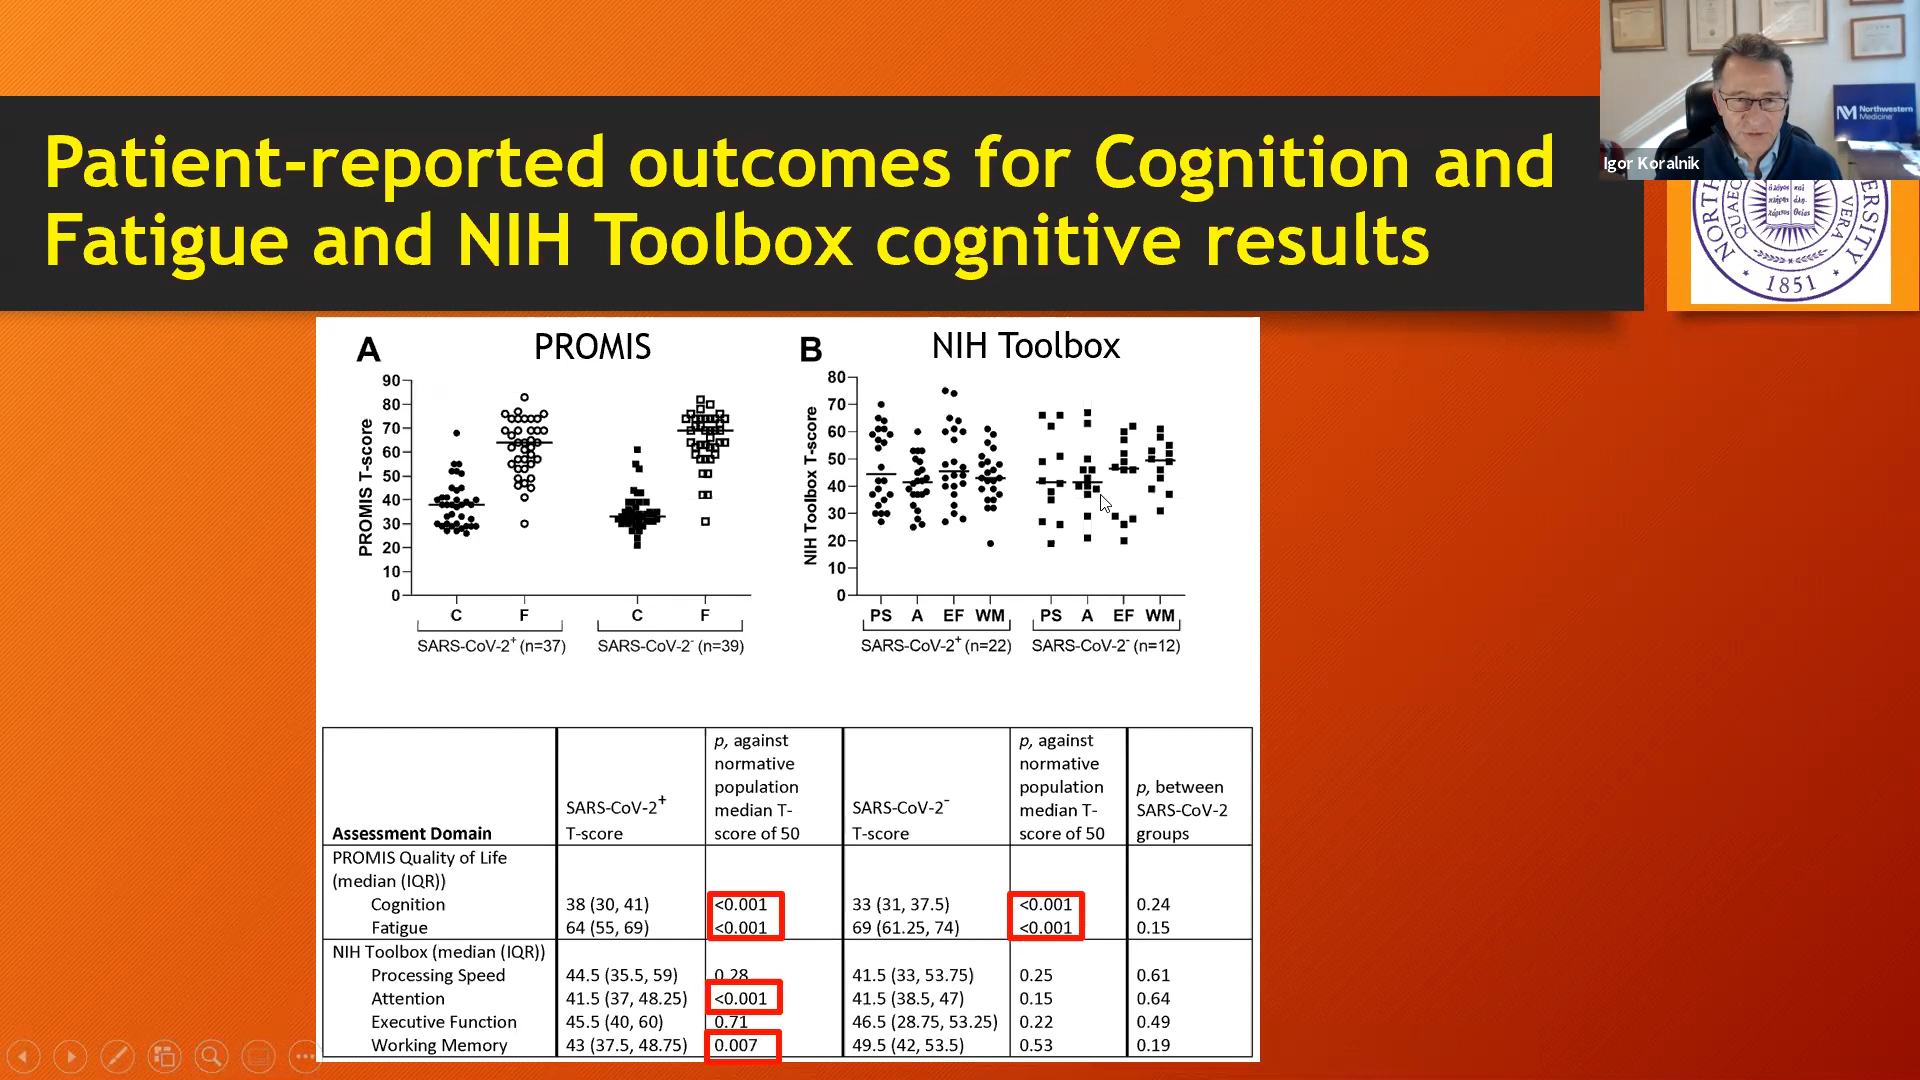 Patient-reported outcomes for Cognition and
Fatigue and NIH Toolbox cognitive results
Northwestern
Medicine
Igor Koralnik
ὁ λόγος καὶ
1851
A PROMIS
PROMIS T-score
90
80
70
60
50
40
30
20
10
0
C F C F
SARS-CoV-2+ (n=37) SARS-CoV-2- (n=39)
B NIH Toolbox
NIH Toolbox T-score
80
70
60
50
40
30
20
10
0
PS A EF WM PS A EF WM
SARS-CoV-2+ (n=22) SARS-CoV-2- (n=12)
Assessment Domain
SARS-CoV-2+
T-score
p, against
normative
population
median T-
score of 50
SARS-CoV-2-
T-score
p, against
normative
population
median T-
score of 50
p, between
SARS-CoV-2
groups
PROMIS Quality of Life
(median (IQR))
Cognition 38 (30, 41) <0.001 33 (31, 37.5) <0.001 0.24
Fatigue 64 (55, 69) <0.001 69 (61.25, 74) <0.001 0.15
NIH Toolbox (median (IQR))
Processing Speed 44.5 (35.5, 59) 0.28 41.5 (33, 53.75) 0.25 0.61
Attention 41.5 (37, 48.25) <0.001 41.5 (38.5, 47) 0.15 0.64
Executive Function 45.5 (40, 60) 0.71 46.5 (28.75, 53.25) 0.22 0.49
Working Memory 43 (37.5, 48.75) 0.007 49.5 (42, 53.5) 0.53 0.19